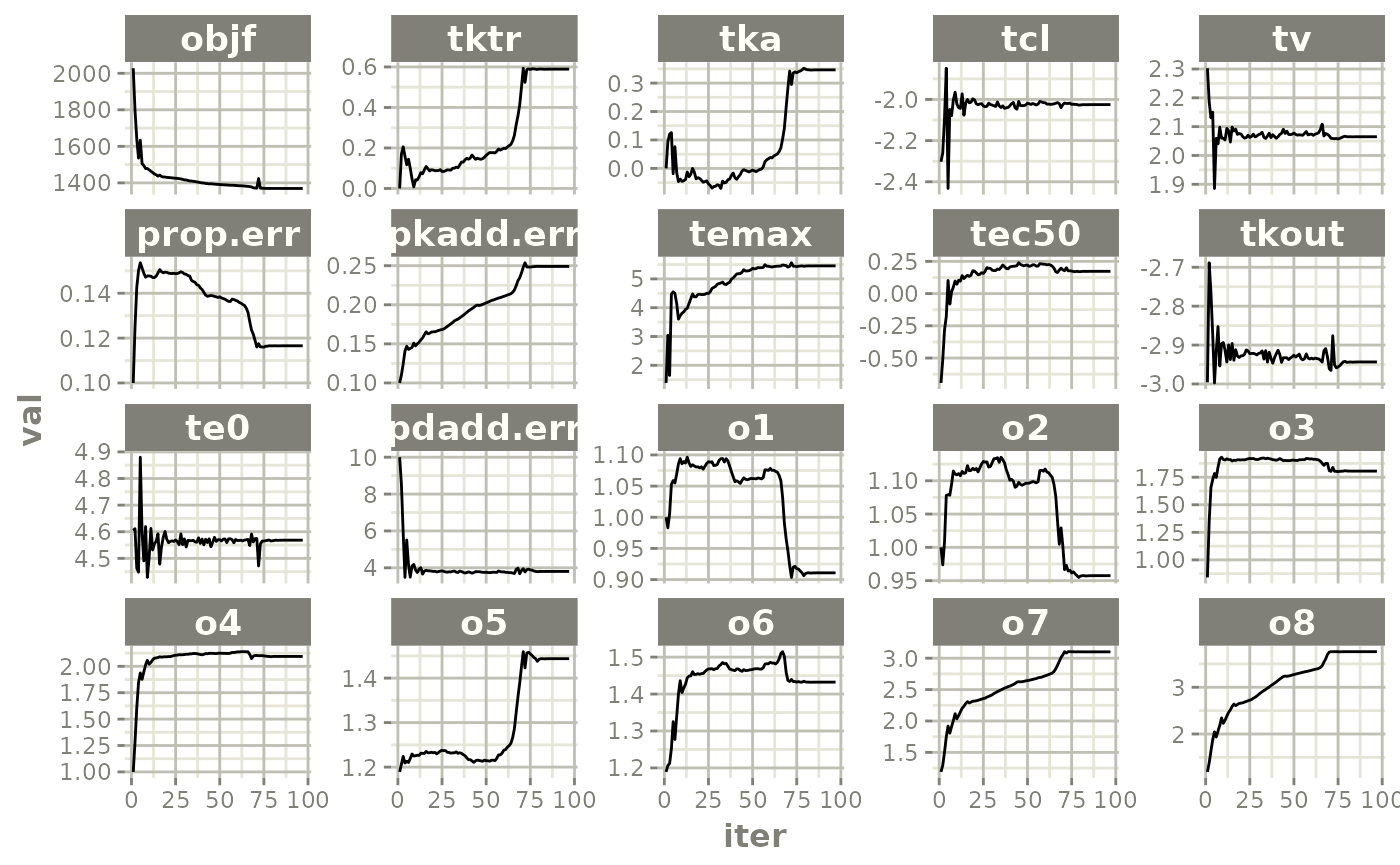 objf tktr tka tcl tv
2000 1800 1600 1400
0.6 0.4 0.2 0.0
0.3 0.2 0.1 0.0
-2.0 -2.2 -2.4
2.3 2.2 2.1 2.0 1.9
prop.err pkadd.err temax tec50 tkout
0.14 0.12 0.10
0.25 0.20 0.15 0.10
5 4 3 2
0.25 0.00 -0.25 -0.50
-2.7 -2.8 -2.9 -3.0
te0 pdadd.err o1 o2 o3
4.9 4.8 4.7 4.6 4.5
10 8 6 4
1.10 1.05 1.00 0.95 0.90
1.10 1.05 1.00 0.95
1.75 1.50 1.25 1.00
o4 o5 o6 o7 o8
2.00 1.75 1.50 1.25 1.00
1.4 1.3 1.2
1.5 1.4 1.3 1.2
3.0 2.5 2.0 1.5
3 2
0 25 50 75 100 0 25 50 75 100 0 25 50 75 100 0 25 50 75 100 0 25 50 75 100
iter
val